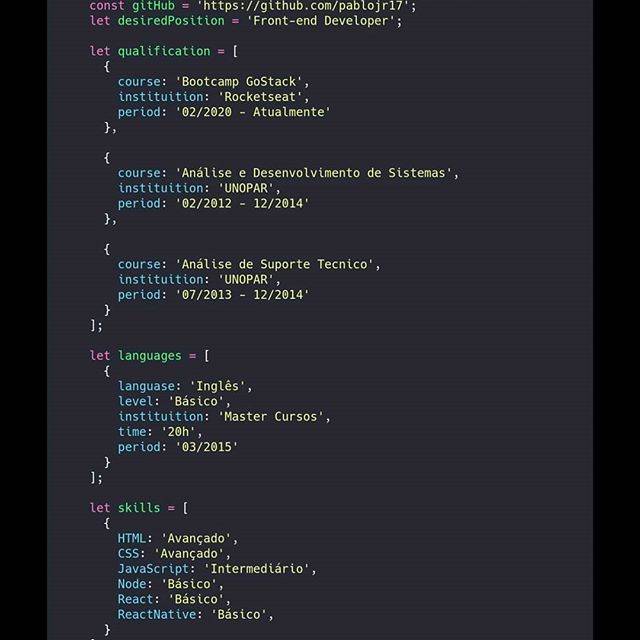 const gitHub = 'https://github.com/pablojr17';
let desiredPosition = 'Front-end Developer';
let qualification = [
{
course: 'Bootcamp GoStack',
instituition: 'Rocketseat',
period: '02/2020 - Atualmente'
},
{
course: 'Análise e Desenvolvimento de Sistemas',
instituition: 'UNOPAR',
period: '02/2012 - 12/2014'
},
{
course: 'Análise de Suporte Tecnico',
instituition: 'UNOPAR',
period: '07/2013 - 12/2014'
}
];
let languages = [
{
languase: 'Inglês',
level: 'Básico',
instituition: 'Master Cursos',
time: '20h',
period: '03/2015'
}
];
let skills = [
{
HTML: 'Avançado',
CSS: 'Avançado',
JavaScript: 'Intermediário',
Node: 'Básico',
React: 'Básico',
ReactNative: 'Básico',
}